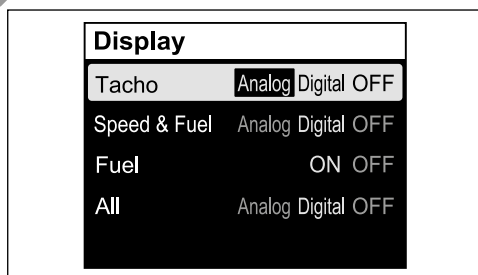 Display
Tacho Analog Digital OFF
Speed & Fuel Analog Digital OFF
Fuel ON OFF
All Analog Digital OFF